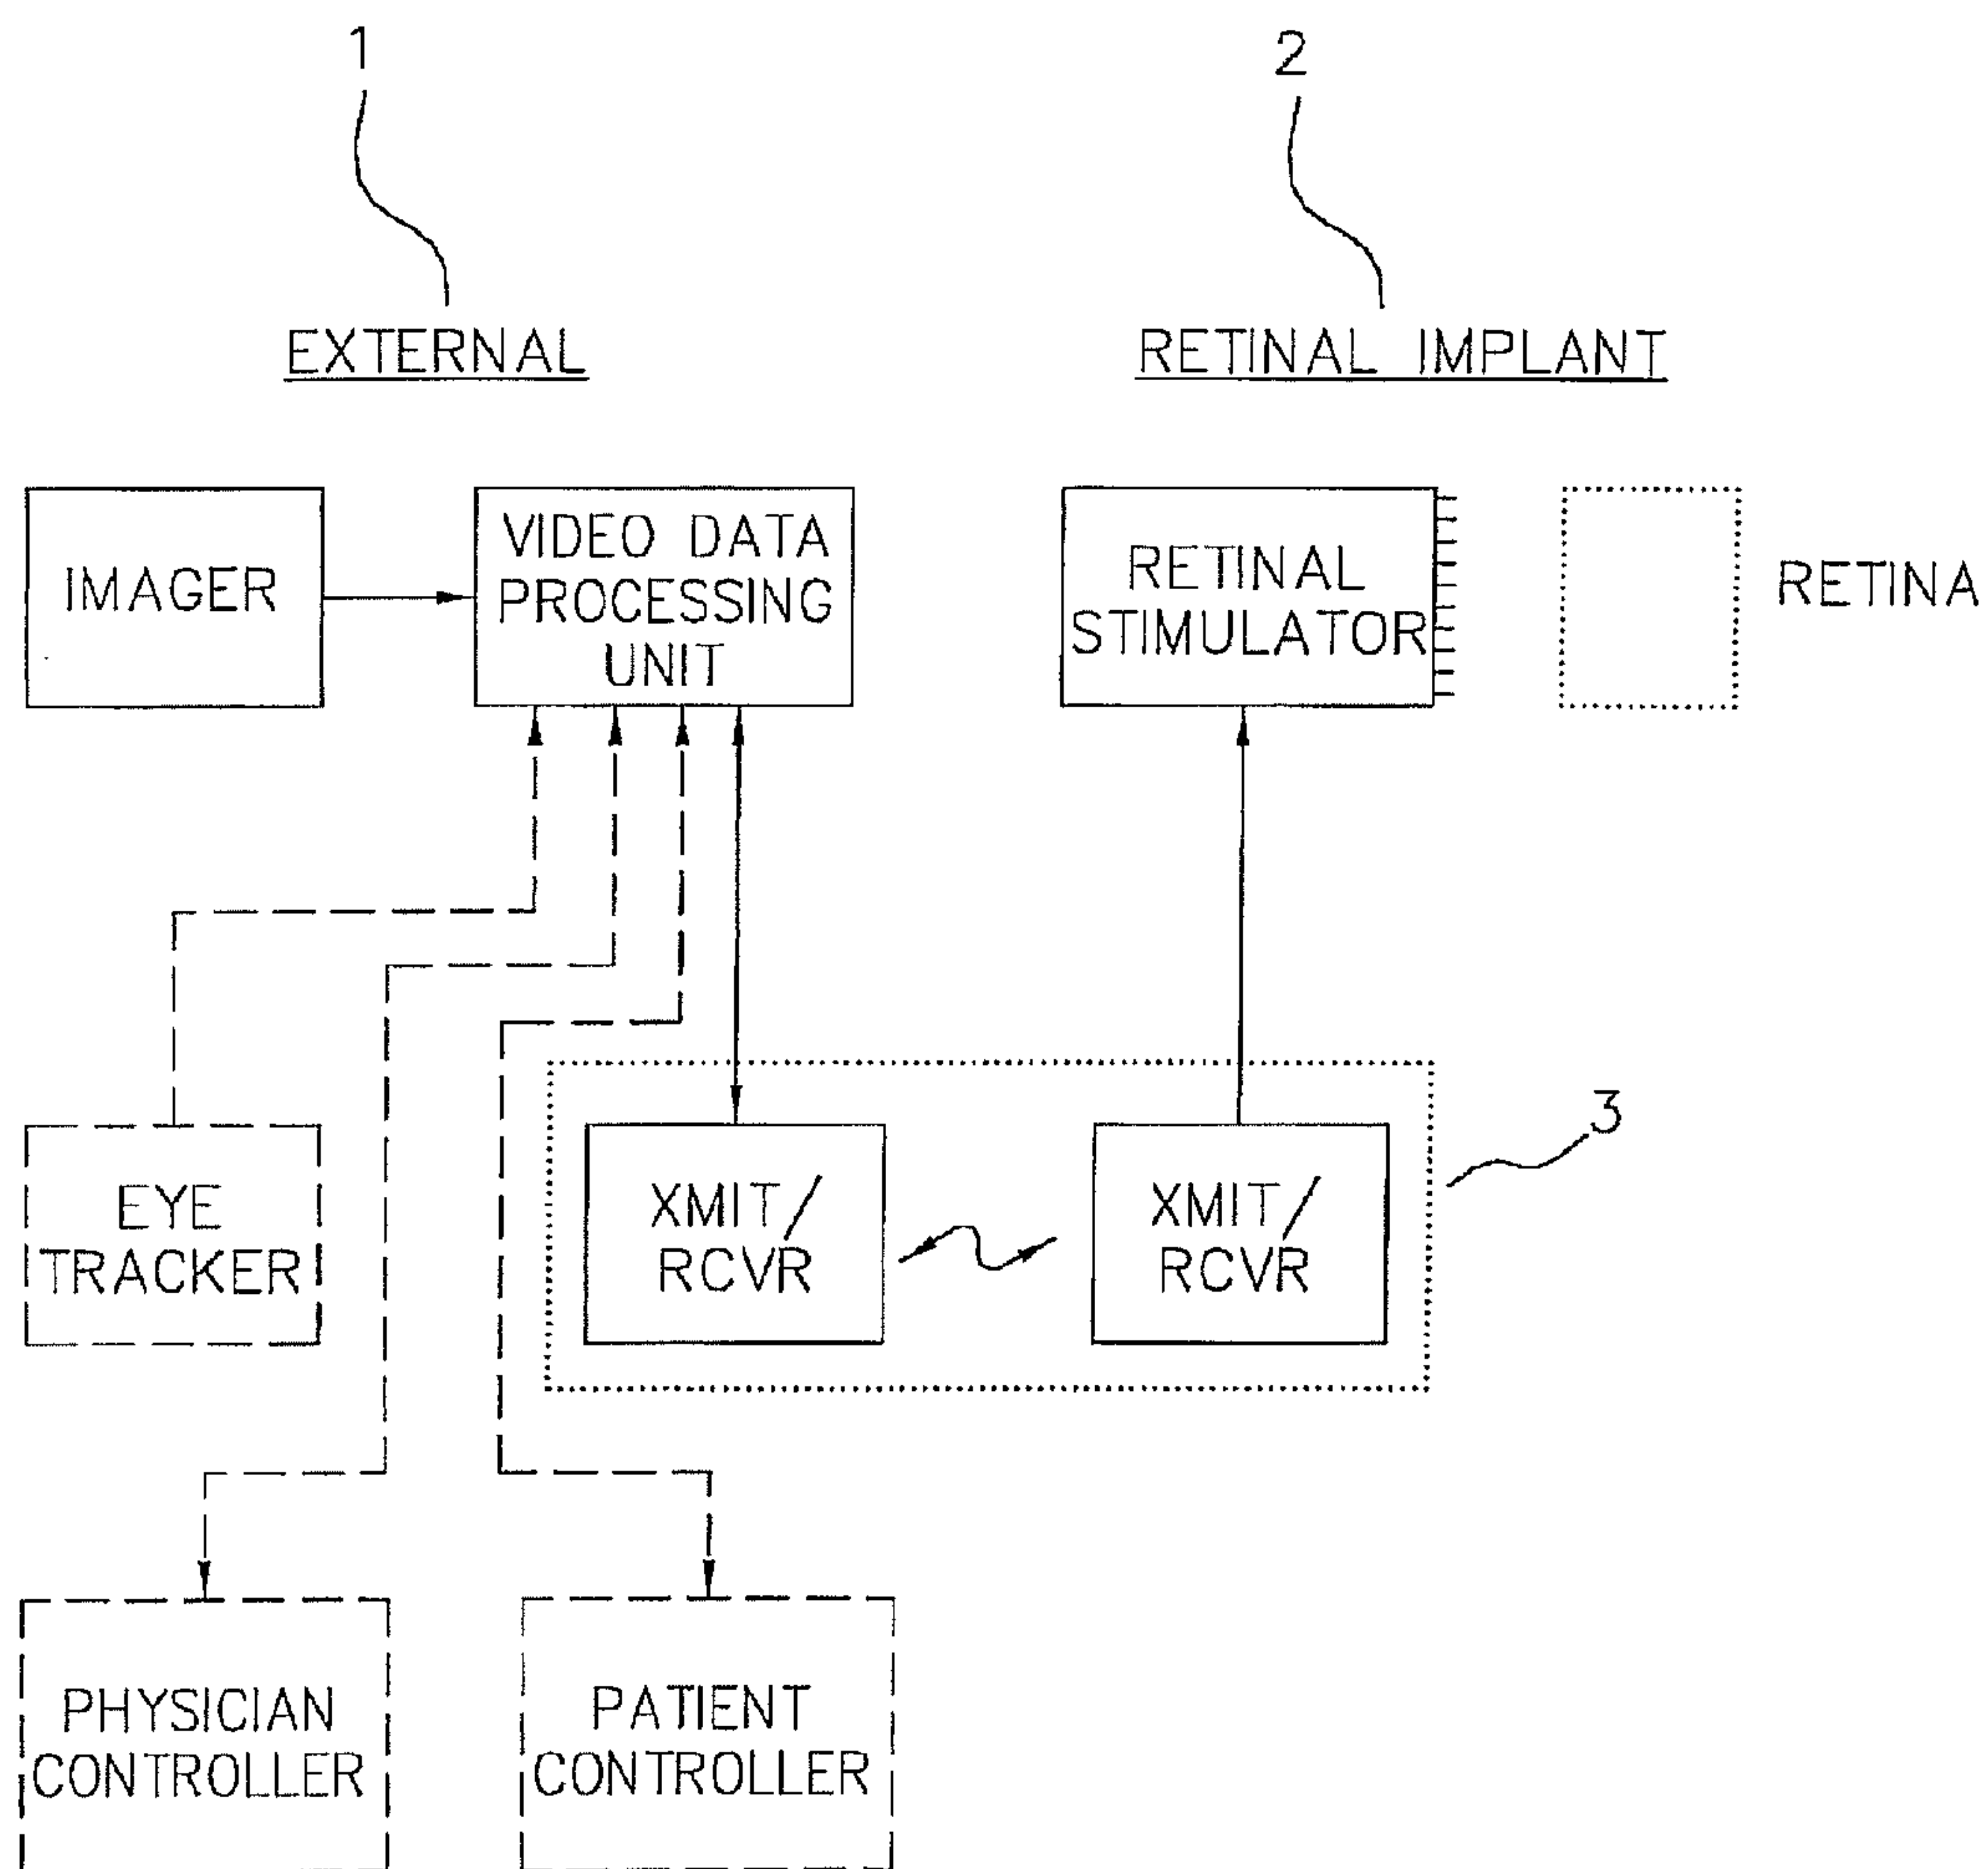 1
2
EXTERNAL
RETINAL IMPLANT
IMAGER
VIDEO DATA
PROCESSING
UNIT
RETINAL
STIMULATOR
RETINA
3
EYE
TRACKER
XMIT/
RCVR
XMIT/
RCVR
PHYSICIAN
CONTROLLER
PATIENT
CONTROLLER